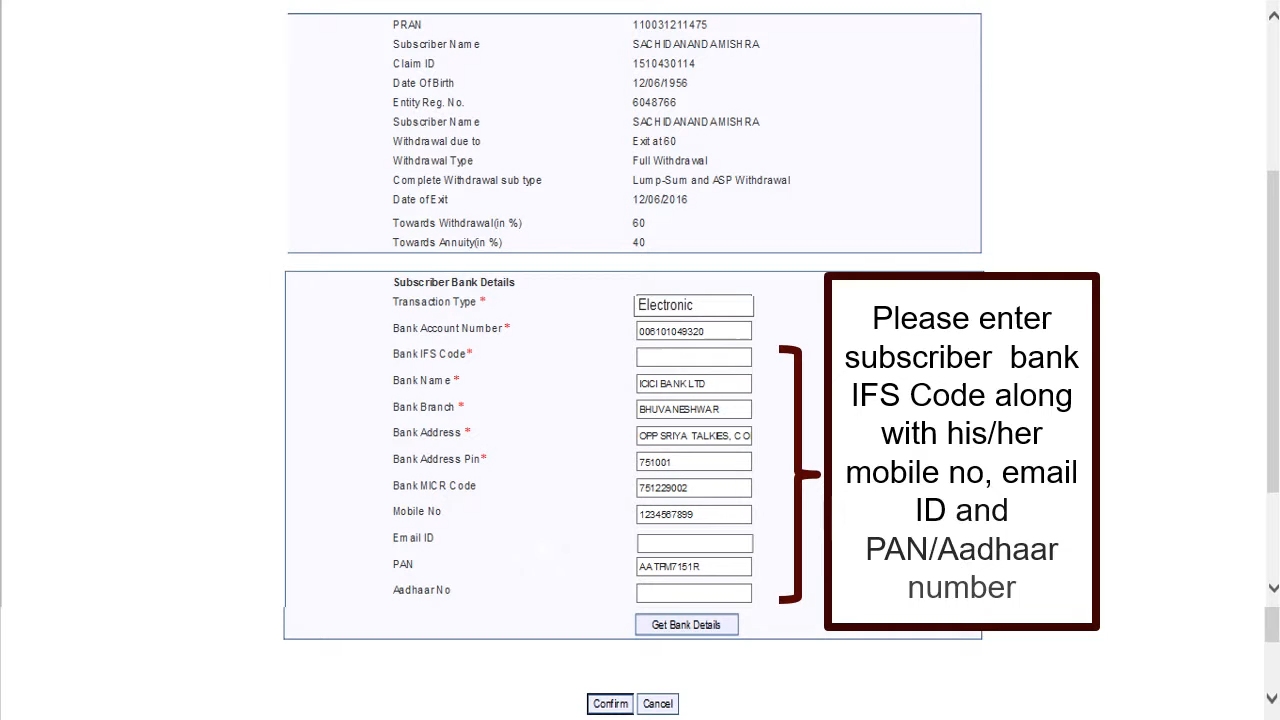 PRAN 110031211475
Subscriber Name SACHIDANANDA MISHRA
Claim ID 1510430114
Date Of Birth 12/06/1956
Entity Reg. No. 6048766
Subscriber Name SACHIDANANDA MISHRA
Withdrawal due to Exit at 60
Withdrawal Type Full Withdrawal
Complete Withdrawal sub type Lump-Sum and ASP Withdrawal
Date of Exit 12/06/2016
Towards Withdrawal(in %) 60
Towards Annuity(in %) 40
Subscriber Bank Details
Transaction Type * Electronic
Bank Account Number * 006101049320
Bank IFS Code *
Bank Name * ICICI BANK LTD
Bank Branch * BHUVANESHWAR
Bank Address * OPP SRIYA TALKIES, CO
Bank Address Pin * 751001
Bank MICR Code 751229002
Mobile No 1234567899
Email ID
PAN AATPM7151R
Aadhaar No
Get Bank Details
Please enter
subscriber bank
IFS Code along
with his/her
mobile no, email
ID and
PAN/Aadhaar
number
Confirm Cancel